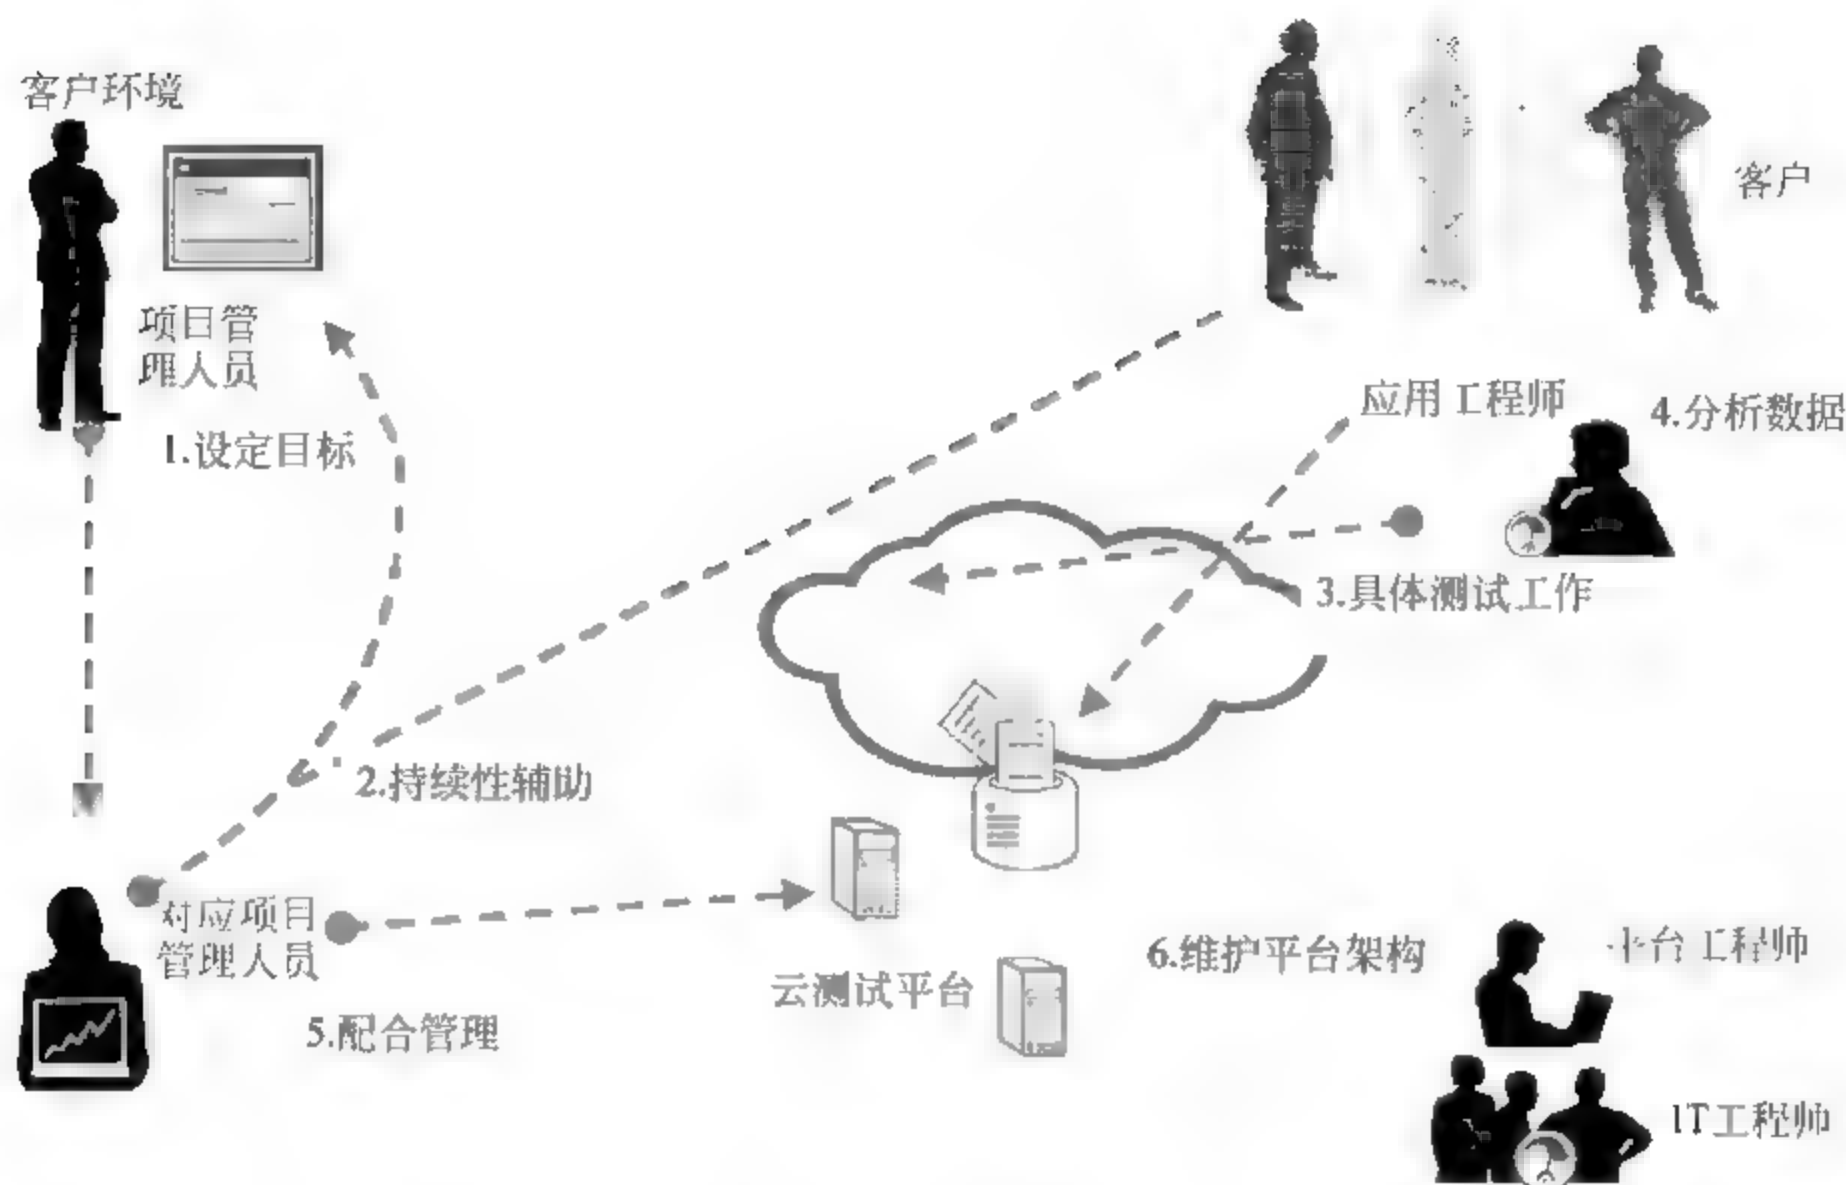 客户环境
客户
项目管
理人员
应用工程师
4.分析数据
1.设定目标
3.具体测试工作
2.持续性辅助
对应项目
管理人员
云测试平台
6.维护平台架构
平台工程师
5.配合管理
IT工程师